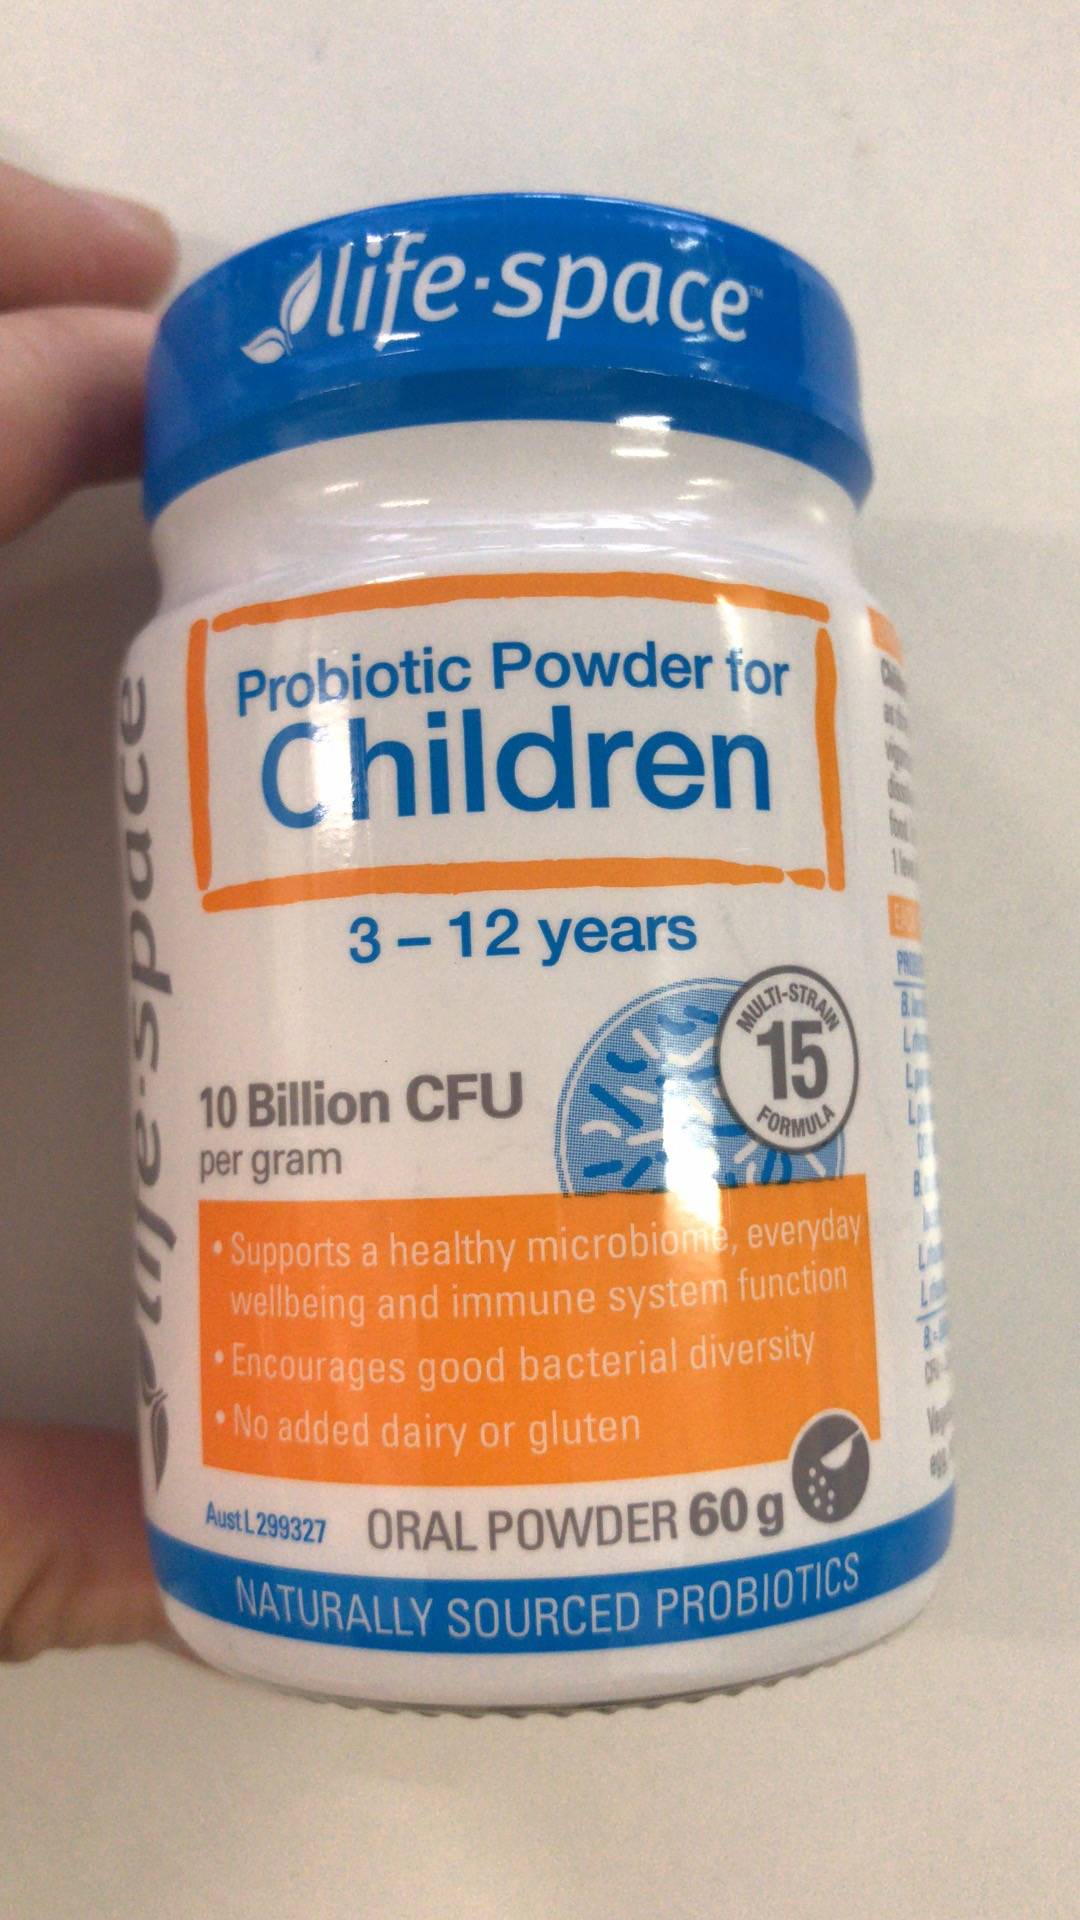 life·space™
Probiotic Powder for
Children
3 – 12 years
MULTI-STRAIN
15
FORMULA
10 Billion CFU
per gram
• Supports a healthy microbiome, everyday
wellbeing and immune system function
• Encourages good bacterial diversity
• No added dairy or gluten
Aust L 299327
ORAL POWDER 60 g
NATURALLY SOURCED PROBIOTICS
life·space